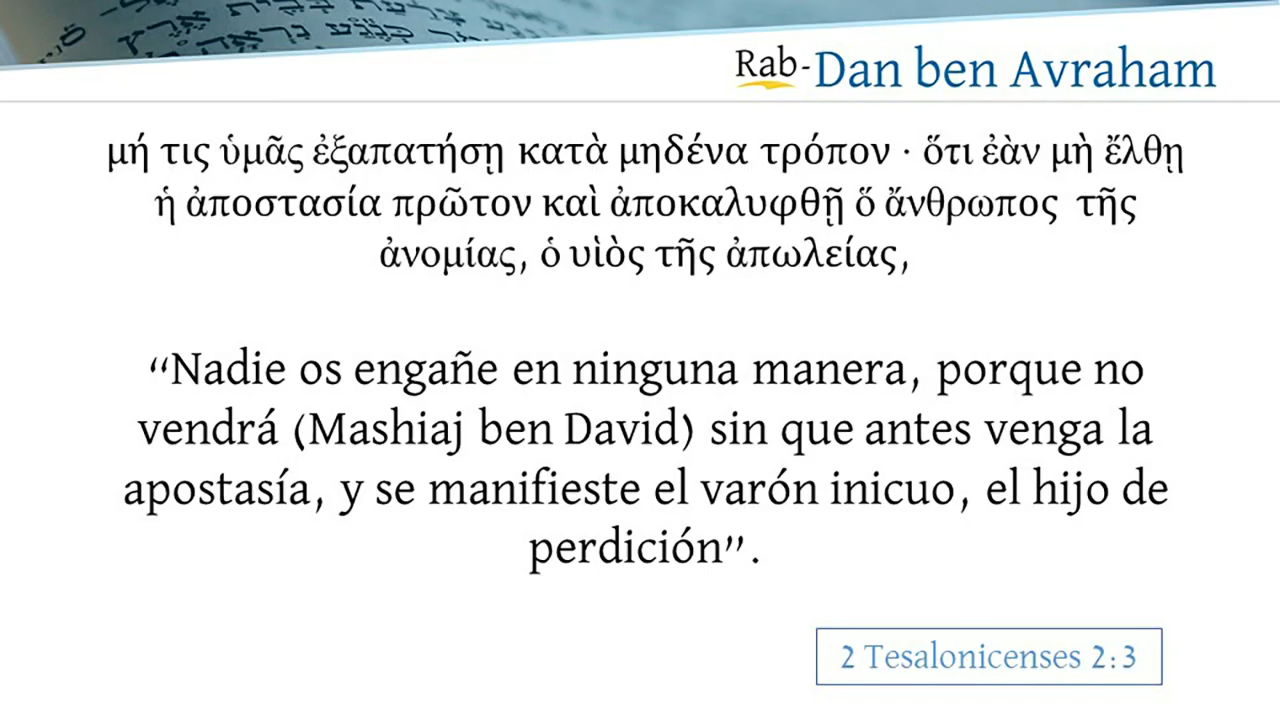 Rab-Dan ben Avraham
μή τις ὑμᾶς ἐξαπατήσῃ κατὰ μηδένα τρόπον · ὅτι ἐὰν μὴ ἔλθῃ
ἡ ἀποστασία πρῶτον καὶ ἀποκαλυφθῇ ὅ ἄνθρωπος τῆς
ἀνομίας, ὁ υἱὸς τῆς ἀπωλείας,
“Nadie os engañe en ninguna manera, porque no
vendrá (Mashiaj ben David) sin que antes venga la
apostasía, y se manifieste el varón inicuo, el hijo de
perdición”.
2 Tesalonicenses 2:3